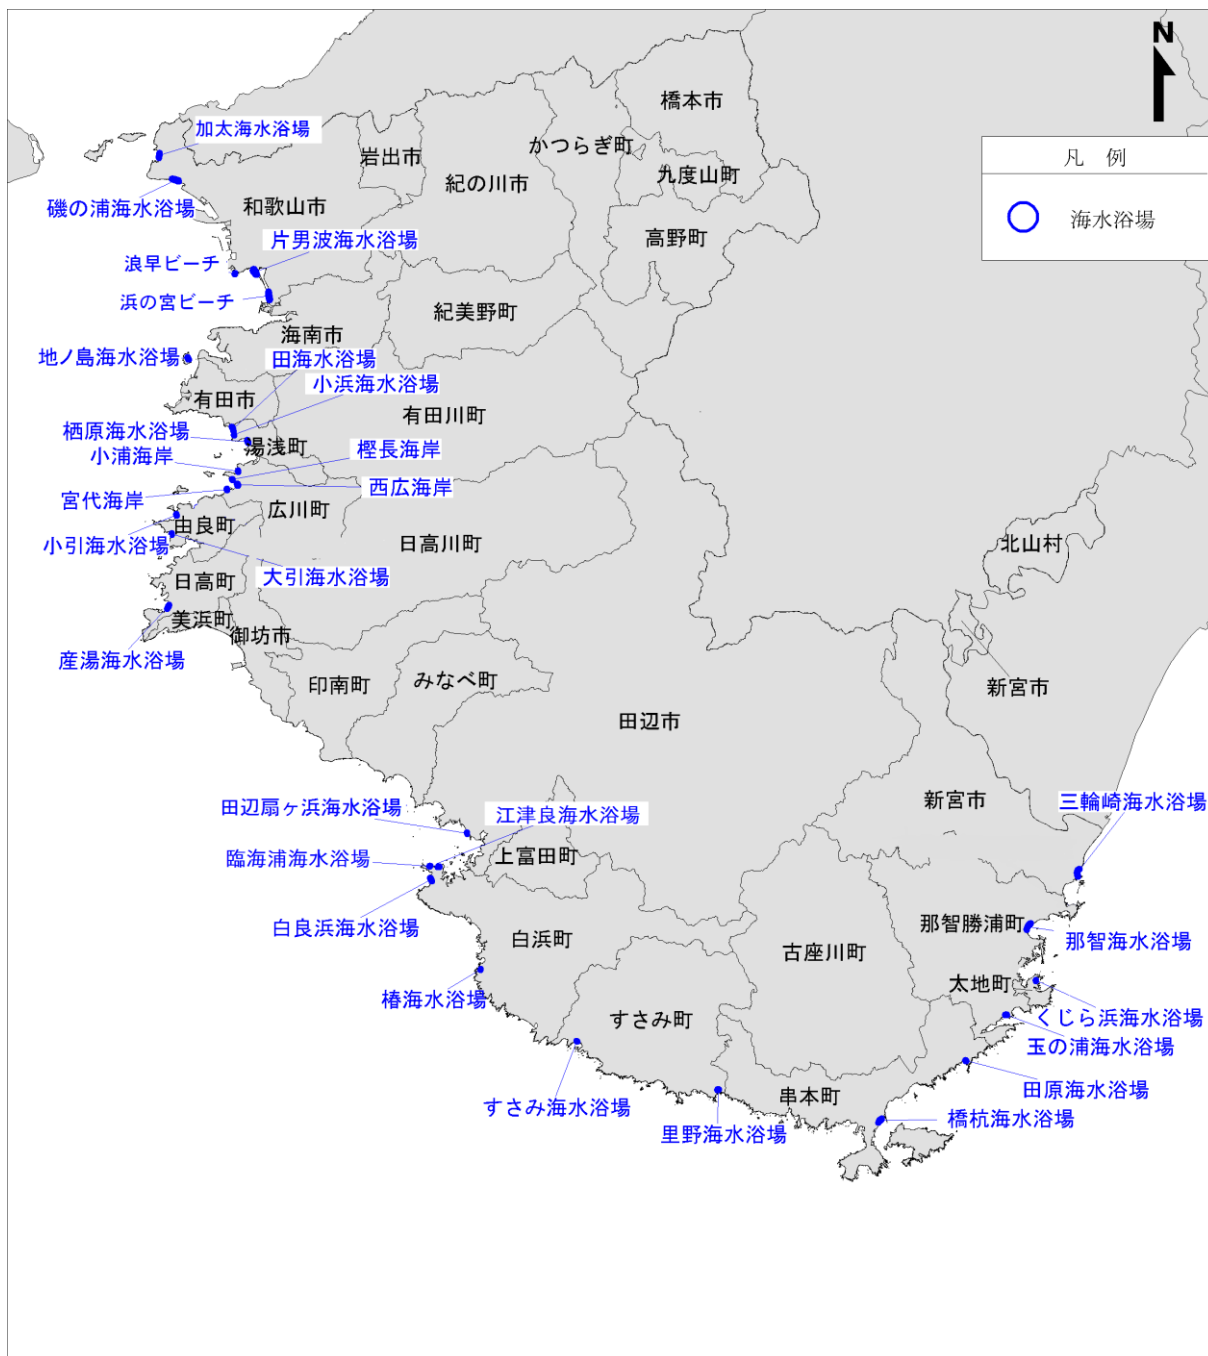 N
橋本市
加太海水浴場
かつらぎ町
岩出市
凡 例
九度山町
紀の川市
磯の浦海水浴場
和歌山市
海水浴場
片男波海水浴場
高野町
浪早ビーチ
浜の宮ビーチ
紀美野町
海南市
地ノ島海水浴場
田海水浴場
小浜海水浴場
有田市
有田川町
栖原海水浴場
湯浅町
樫長海岸
小浦海岸
西広海岸
宮代海岸
広川町
由良町
小引海水浴場
日高川町
北山村
大引海水浴場
日高町
美浜町
御坊市
産湯海水浴場
印南町
みなべ町
新宮市
田辺市
新宮市
三輪崎海水浴場
田辺扇ヶ浜海水浴場
江津良海水浴場
臨海浦海水浴場
上富田町
白良浜海水浴場
白浜町
那智勝浦町
那智海水浴場
古座川町
太地町
椿海水浴場
すさみ町
くじら浜海水浴場
玉の浦海水浴場
田原海水浴場
串本町
すさみ海水浴場
里野海水浴場
橋杭海水浴場